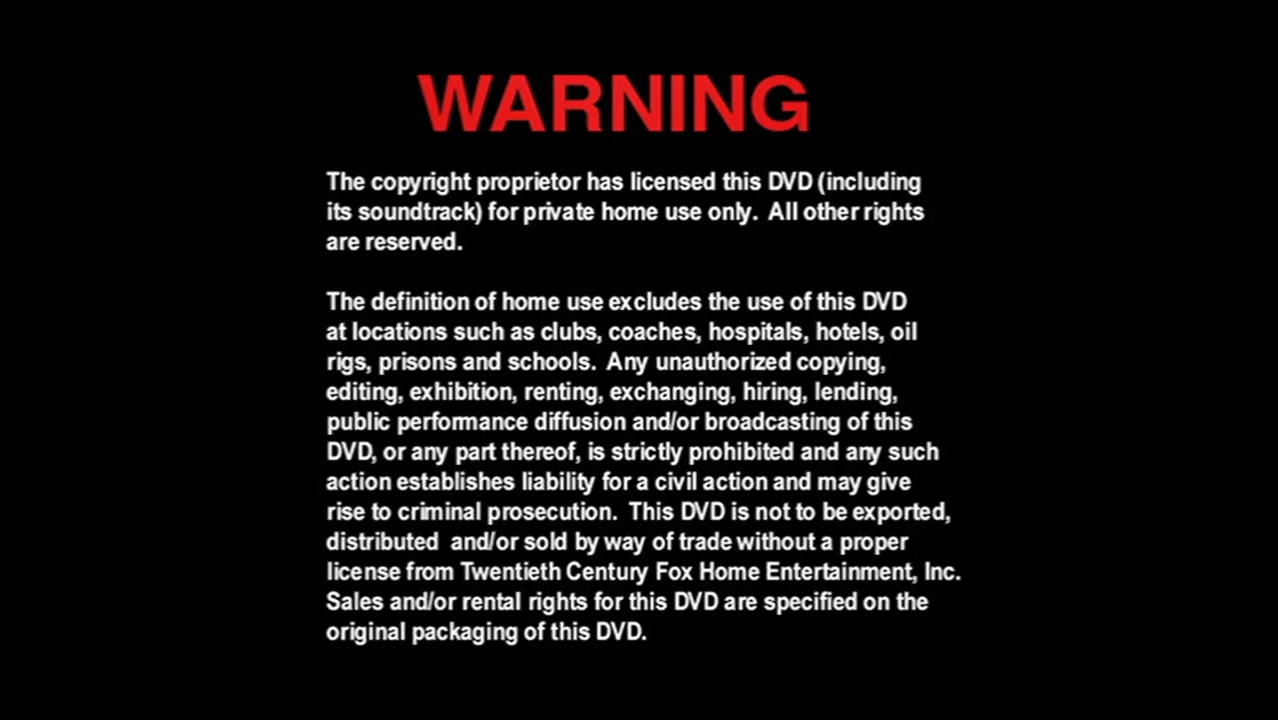 WARNING
The copyright proprietor has licensed this DVD (including
its soundtrack) for private home use only.  All other rights
are reserved.
The definition of home use excludes the use of this DVD
at locations such as clubs, coaches, hospitals, hotels, oil
rigs, prisons and schools.  Any unauthorized copying,
editing, exhibition, renting, exchanging, hiring, lending,
public performance diffusion and/or broadcasting of this
DVD, or any part thereof, is strictly prohibited and any such
action establishes liability for a civil action and may give
rise to criminal prosecution.  This DVD is not to be exported,
distributed  and/or sold by way of trade without a proper
license from Twentieth Century Fox Home Entertainment, Inc.
Sales and/or rental rights for this DVD are specified on the
original packaging of this DVD.